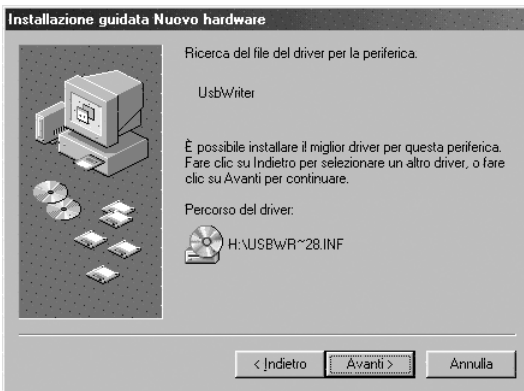 Installazione guidata Nuovo hardware
Ricerca del file del driver per la periferica.
UsbWriter
È possibile installare il miglior driver per questa periferica.
Fare clic su Indietro per selezionare un altro driver, o fare
clic su Avanti per continuare.
Percorso del driver:
H:\USBWR~28.INF
< Indietro
Avanti >
Annulla